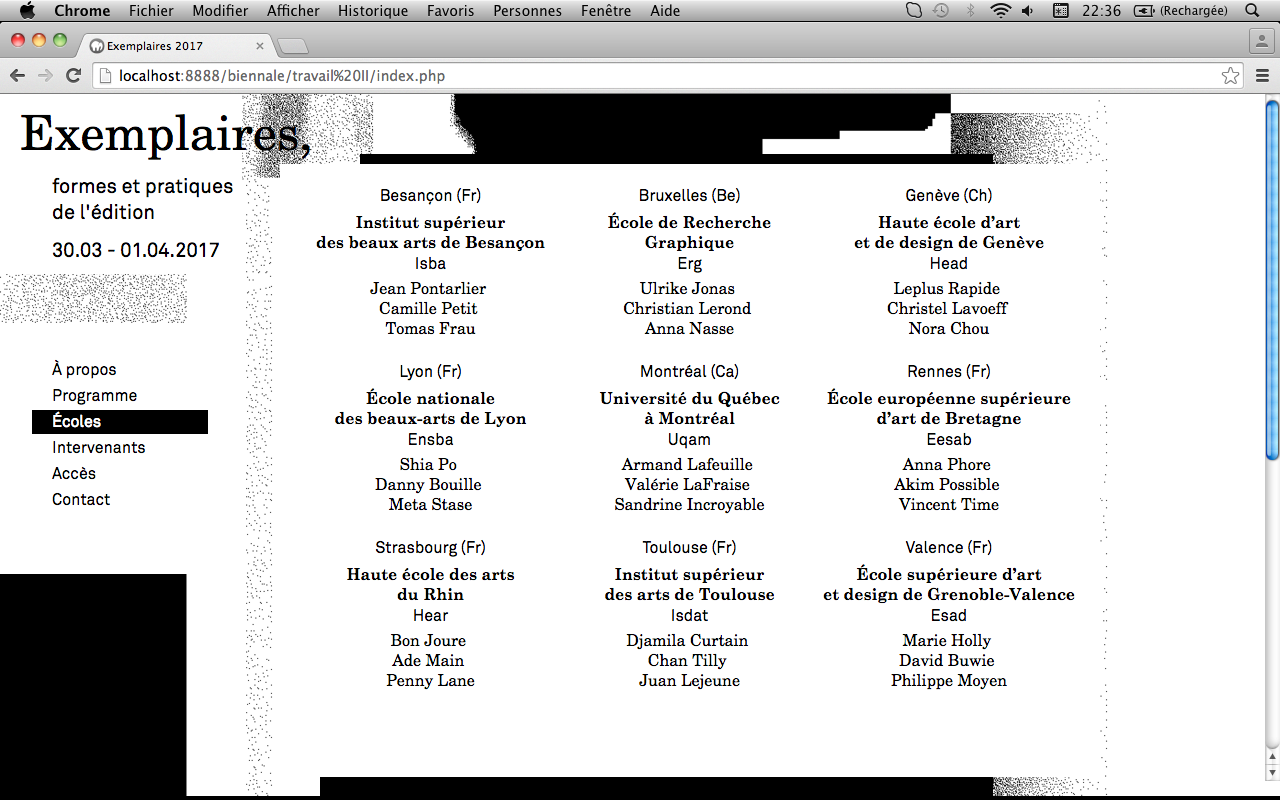 Chrome Fichier Modifier Afficher Historique Favoris Personnes Fenêtre Aide 22:36 (Rechargée)
Exemplaires 2017
localhost:8888/biennale/travail%20II/index.php
Exemplaires,
formes et pratiques
de l'édition
30.03 - 01.04.2017
À propos
Programme
Écoles
Intervenants
Accès
Contact
Besançon (Fr)
Institut supérieur
des beaux arts de Besançon
Isba
Jean Pontarlier
Camille Petit
Tomas Frau
Bruxelles (Be)
École de Recherche
Graphique
Erg
Ulrike Jonas
Christian Lerond
Anna Nasse
Genève (Ch)
Haute école d’art
et de design de Genève
Head
Leplus Rapide
Christel Lavoeff
Nora Chou
Lyon (Fr)
École nationale
des beaux-arts de Lyon
Ensba
Shia Po
Danny Bouille
Meta Stase
Montréal (Ca)
Université du Québec
à Montréal
Uqam
Armand Lafeuille
Valérie LaFraise
Sandrine Incroyable
Rennes (Fr)
École européenne supérieure
d’art de Bretagne
Eesab
Anna Phore
Akim Possible
Vincent Time
Strasbourg (Fr)
Haute école des arts
du Rhin
Hear
Bon Joure
Ade Main
Penny Lane
Toulouse (Fr)
Institut supérieur
des arts de Toulouse
Isdat
Djamila Curtain
Chan Tilly
Juan Lejeune
Valence (Fr)
École supérieure d’art
et design de Grenoble-Valence
Esad
Marie Holly
David Buwie
Philippe Moyen